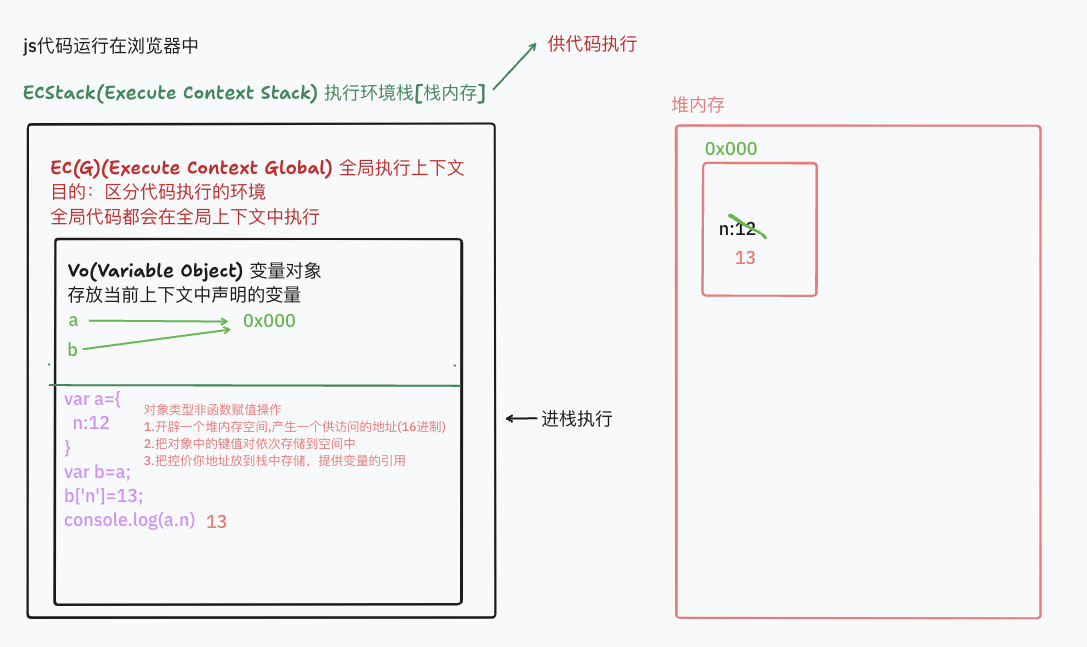 js代码运行在浏览器中
供代码执行
ECStack(Execute Context Stack) 执行环境栈[栈内存]
堆内存
EC(G)(Execute Context Global) 全局执行上下文
目的：区分代码执行的环境
全局代码都会在全局上下文中执行
Vo(Variable Object) 变量对象
存放当前上下文中声明的变量
a
0x000
b
var a={
n:12
}
var b=a;
b['n']=13;
console.log(a.n)
13
对象类型非函数赋值操作
1.开辟一个堆内存空间,产生一个供访问的地址(16进制)
2.把对象中的键值对依次存储到空间中
3.把控价你地址放到栈中存储，提供变量的引用
进栈执行
0x000
n:12
13